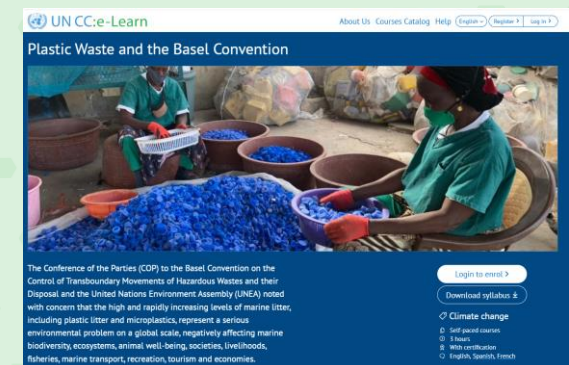 UN CC:e-Learn
About Us Courses Catalog Help English Register Log in
Plastic Waste and the Basel Convention
The Conference of the Parties (COP) to the Basel Convention on the
Control of Transboundary Movements of Hazardous Wastes and their
Disposal and the United Nations Environment Assembly (UNEA) noted
with concern that the high and rapidly increasing levels of marine litter,
including plastic litter and microplastics, represent a serious
environmental problem on a global scale, negatively affecting marine
biodiversity, ecosystems, animal well-being, societies, livelihoods,
fisheries, marine transport, recreation, tourism and economies.
Login to enrol
Download syllabus
Climate change
Self-paced courses
3 hours
With certification
English, Spanish, French